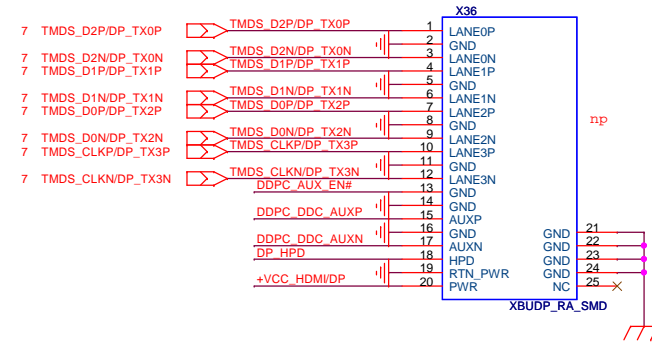 X36
7 TMDS_D2P/DP_TX0P TMDS_D2P/DP_TX0P 1 LANE0P
2 GND
7 TMDS_D2N/DP_TX0N TMDS_D2N/DP_TX0N 3 LANE0N
7 TMDS_D1P/DP_TX1P TMDS_D1P/DP_TX1P 4 LANE1P
5 GND
7 TMDS_D1N/DP_TX1N TMDS_D1N/DP_TX1N 6 LANE1N
7 TMDS_D0P/DP_TX2P TMDS_D0P/DP_TX2P 7 LANE2P
8 GND
np
7 TMDS_D0N/DP_TX2N TMDS_D0N/DP_TX2N 9 LANE2N
7 TMDS_CLKP/DP_TX3P TMDS_CLKP/DP_TX3P 10 LANE3P
11 GND
7 TMDS_CLKN/DP_TX3N TMDS_CLKN/DP_TX3N 12 LANE3N
DDPC_AUX_EN# 13 GND
14 GND
DDPC_DDC_AUXP 15 AUXP
16 GND GND 21
DDPC_DDC_AUXN 17 AUXN GND 22
DP_HPD 18 HPD GND 23
19 RTN_PWR GND 24
+VCC_HDMI/DP 20 PWR NC 25
XBUDP_RA_SMD